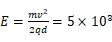 E = mv²/2qd = 5 × 10³